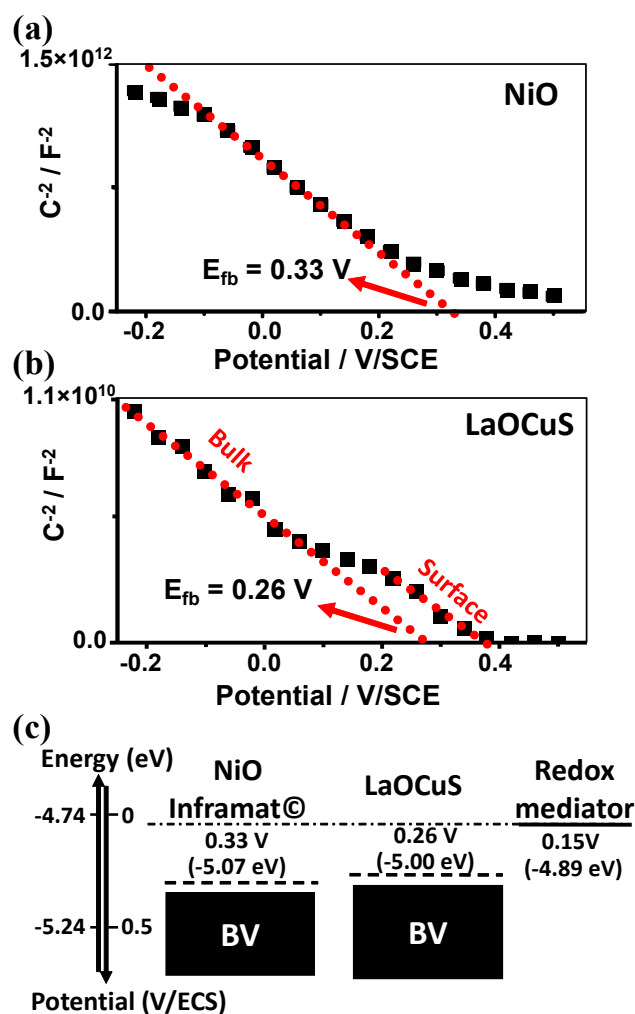 (a)
1.5×10¹²
NiO
C⁻² / F⁻²
E_fb = 0.33 V
0.0
-0.2 0.0 0.2 0.4
Potential / V/SCE
(b)
1.1×10¹⁰
LaOCuS
Bulk
C⁻² / F⁻²
Surface
E_fb = 0.26 V
0.0
-0.2 0.0 0.2 0.4
Potential / V/SCE
(c)
Energy (eV)
NiO
Inframat©
LaOCuS
Redox
mediator
-4.74 0
0.33 V
(-5.07 eV)
0.26 V
(-5.00 eV)
0.15V
(-4.89 eV)
-5.24 0.5
BV
BV
Potential (V/ECS)